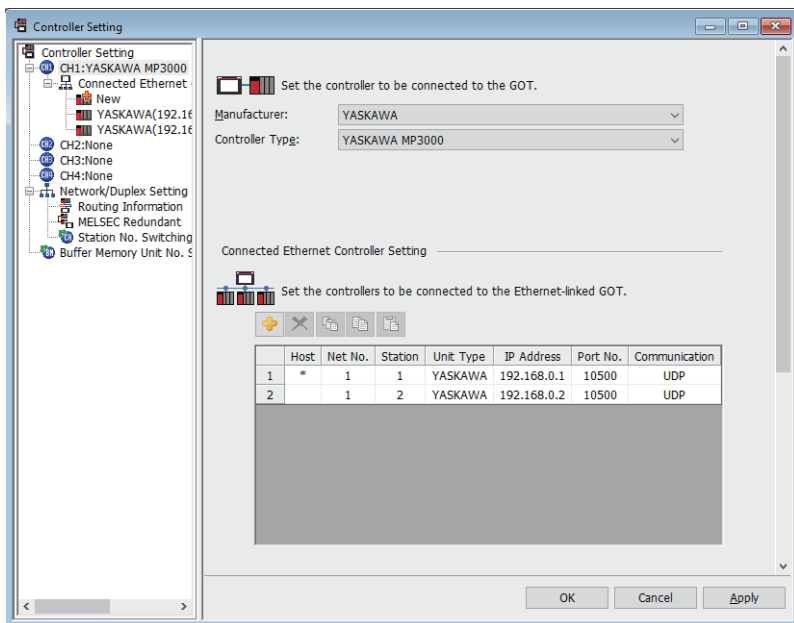 Controller Setting
Controller Setting
CH1:YASKAWA MP3000
Connected Ethernet
New
YASKAWA(192.16
YASKAWA(192.16
CH2:None
CH3:None
CH4:None
Network/Duplex Setting
Routing Information
MELSEC Redundant
Station No. Switching
Buffer Memory Unit No. S
Set the controller to be connected to the GOT.
Manufacturer: YASKAWA
Controller Type: YASKAWA MP3000
Connected Ethernet Controller Setting
Set the controllers to be connected to the Ethernet-linked GOT.
Host Net No. Station Unit Type IP Address Port No. Communication
1 * 1 1 YASKAWA 192.168.0.1 10500 UDP
2 1 2 YASKAWA 192.168.0.2 10500 UDP
OK Cancel Apply